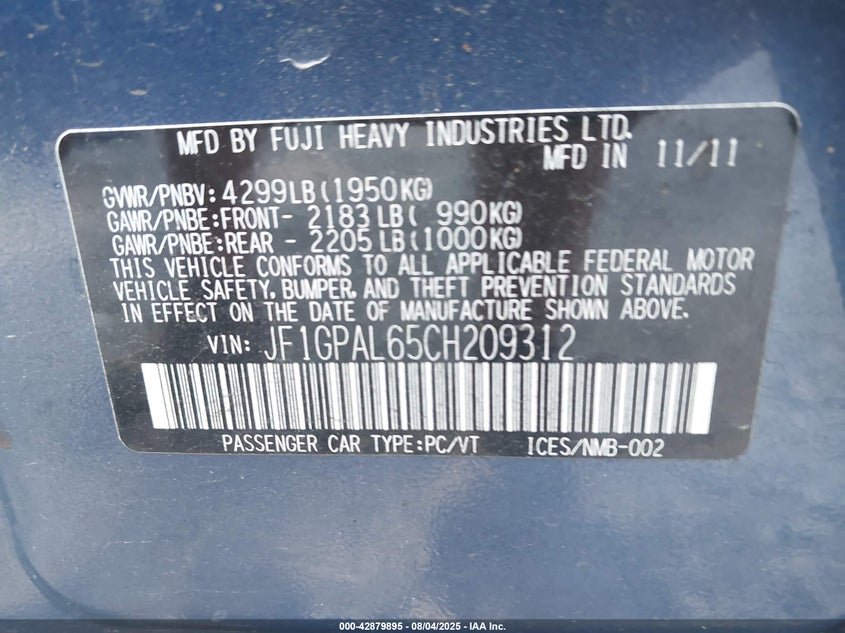 MFD BY FUJI HEAVY INDUSTRIES LTD.
MFD IN 11/11
GVWR/PNBV: 4299LB(1950KG)
GAWR/PNBE:FRONT- 2183LB( 990KG)
GAWR/PNBE:REAR - 2205LB(1000KG)
THIS VEHICLE CONFORMS TO ALL APPLICABLE FEDERAL MOTOR
VEHICLE SAFETY, BUMPER, AND THEFT PREVENTION STANDARDS
IN EFFECT ON THE DATE OF MANUFACTURE SHOWN ABOVE.
VIN: JF1GPAL65CH209312
PASSENGER CAR TYPE:PC/VT ICES/NMB-002
000-42879895 - 08/04/2025 - IAA Inc.